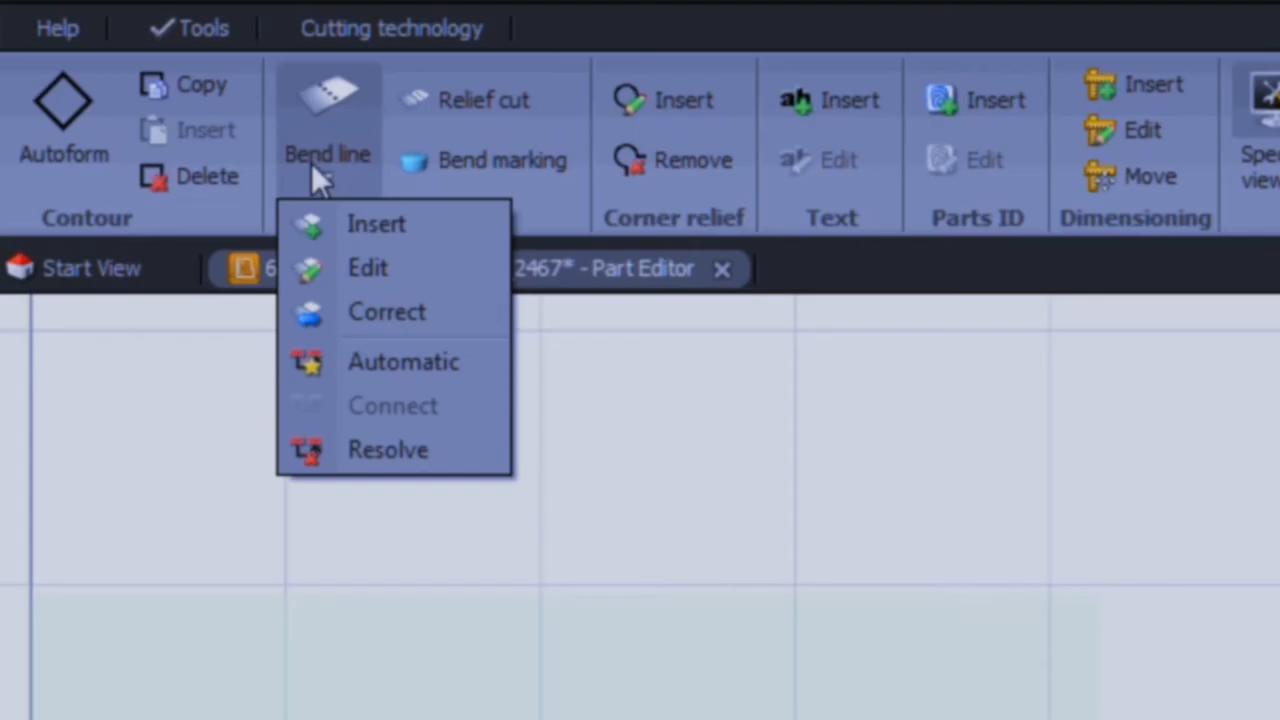 Help
Tools
Cutting technology
Autoform
Copy
Insert
Delete
Contour
Bend line
Relief cut
Bend marking
Insert
Remove
Corner relief
Insert
Edit
Text
Insert
Edit
Parts ID
Insert
Edit
Move
Dimensioning
Start View
6
2467* - Part Editor
Insert
Edit
Correct
Automatic
Connect
Resolve